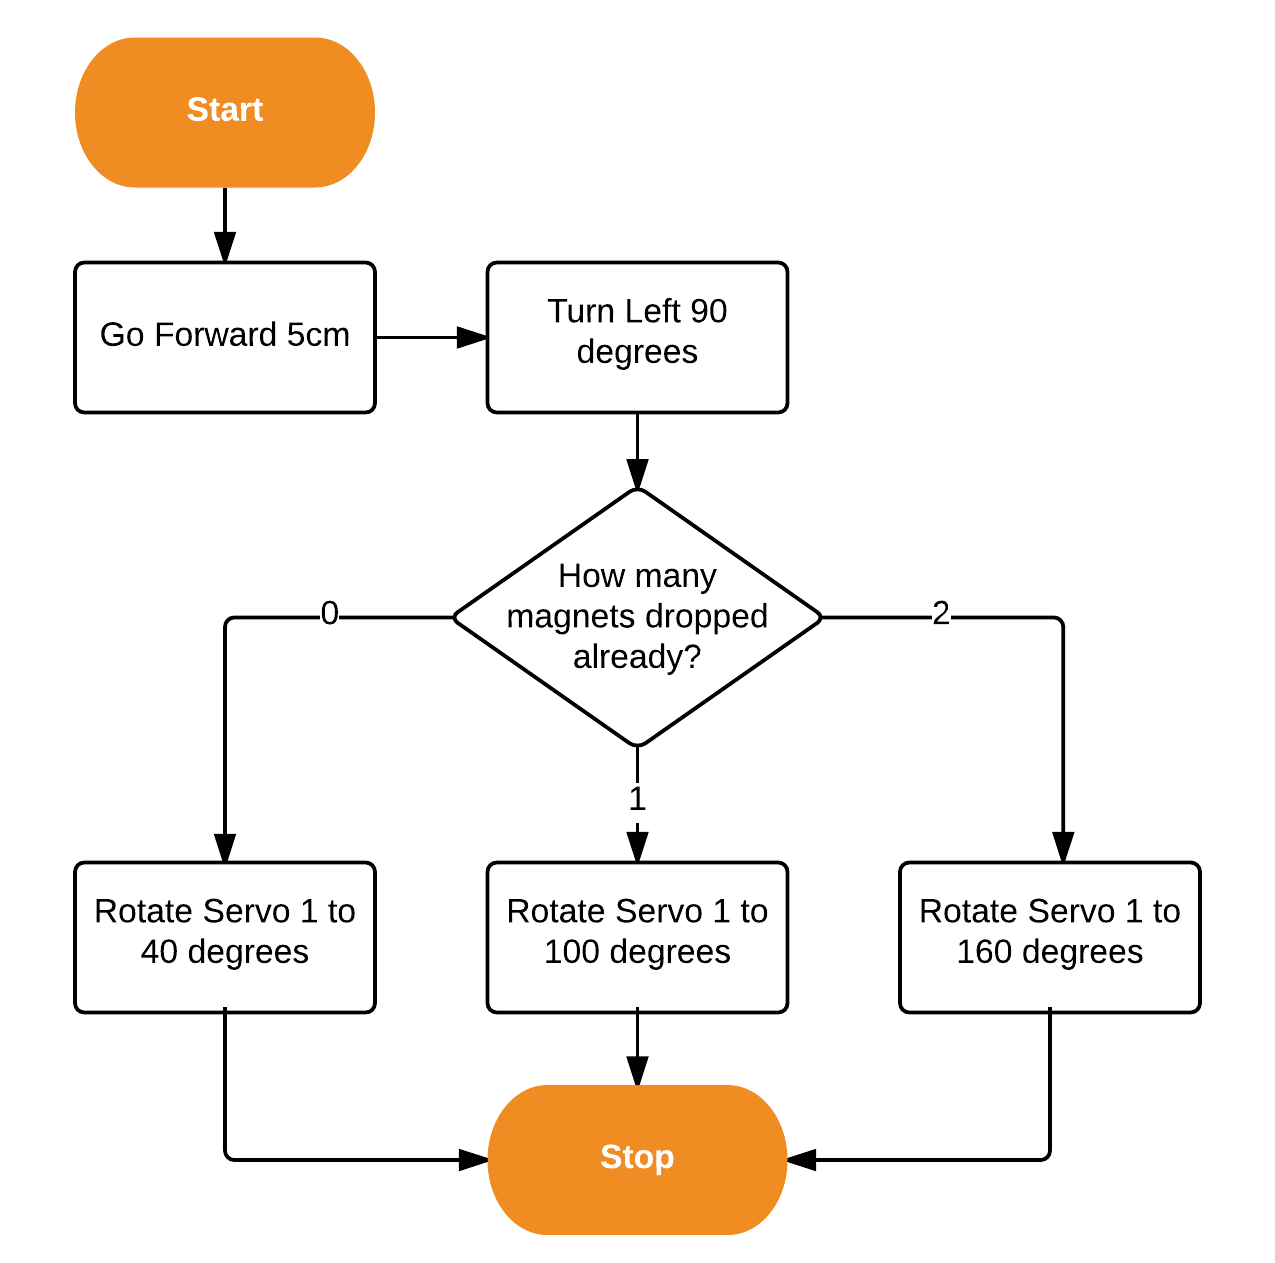 Start
Go Forward 5cm
Turn Left 90
degrees
How many
magnets dropped
already?
0
2
1
Rotate Servo 1 to
40 degrees
Rotate Servo 1 to
100 degrees
Rotate Servo 1 to
160 degrees
Stop